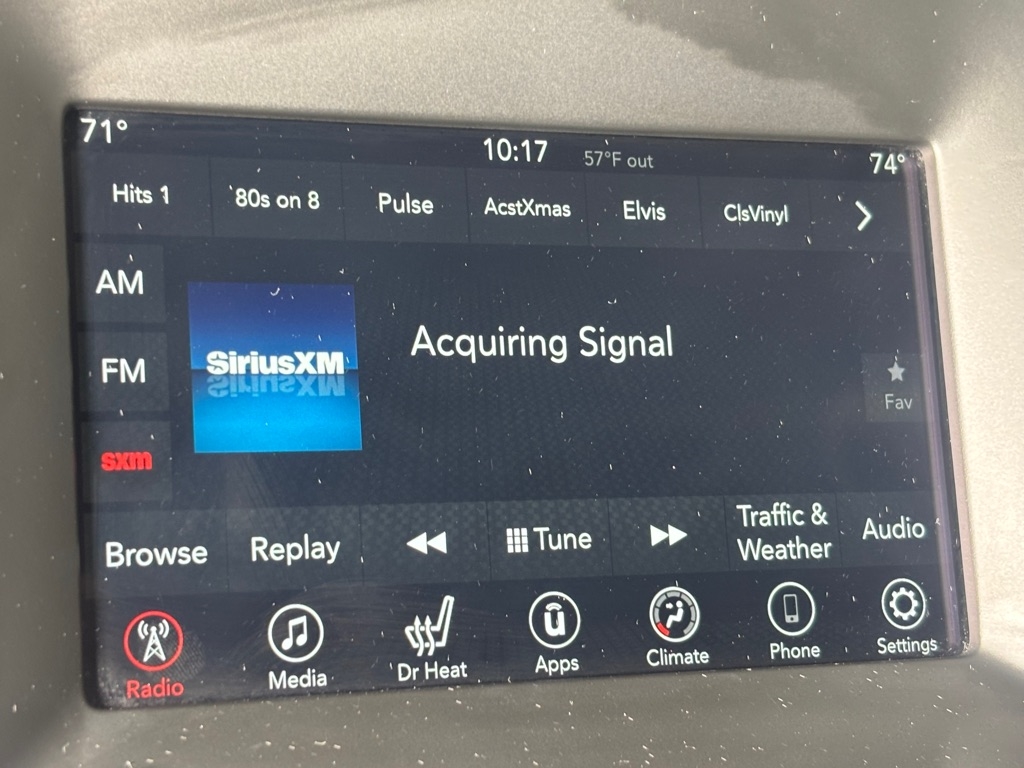 71°
10:17
57°F out
74°
Hits 1
80s on 8
Pulse
AcstXmas
Elvis
ClsVinyl
AM
FM
sxm
SiriusXM
Acquiring Signal
Fav
Browse
Replay
Tune
Traffic &
Weather
Audio
Radio
Media
Dr Heat
Apps
Climate
Phone
Settings